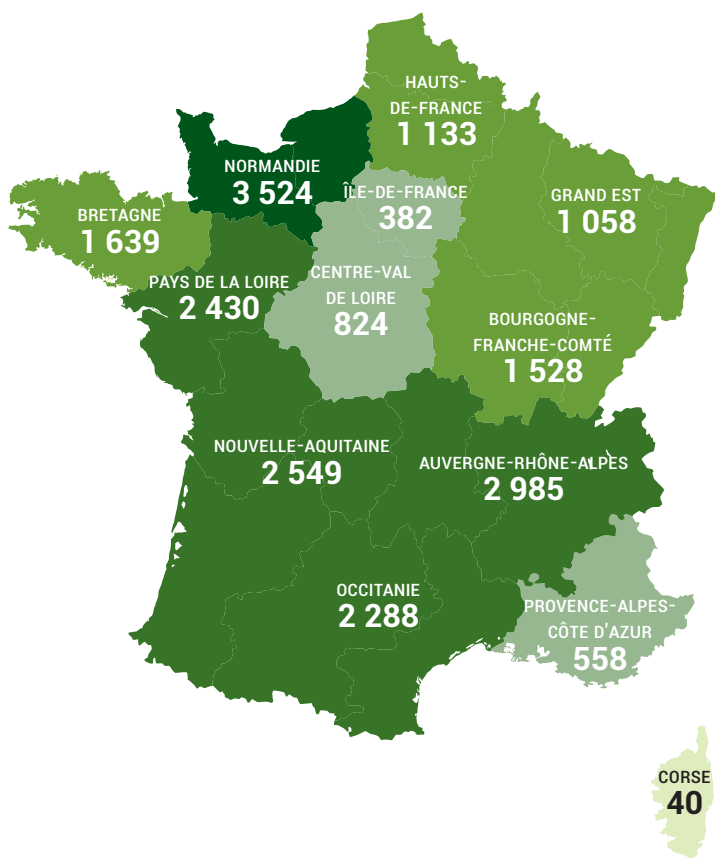 HAUTS-
DE-FRANCE
1 133
NORMANDIE
3 524
ÎLE-DE-FRANCE
382
GRAND EST
1 058
BRETAGNE
1 639
PAYS DE LA LOIRE
2 430
CENTRE-VAL
DE LOIRE
824
BOURGOGNE-
FRANCHE-COMTÉ
1 528
NOUVELLE-AQUITAINE
2 549
AUVERGNE-RHÔNE-ALPES
2 985
OCCITANIE
2 288
PROVENCE-ALPES-
CÔTE D'AZUR
558
CORSE
40